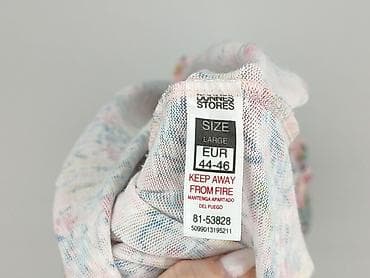 DUNNES
STORES
SIZE
LARGE
EUR
44-46
KEEP AWAY
FROM FIRE
MANTENGA APARTADO
DEL FUEGO
81-53828
5099013195211